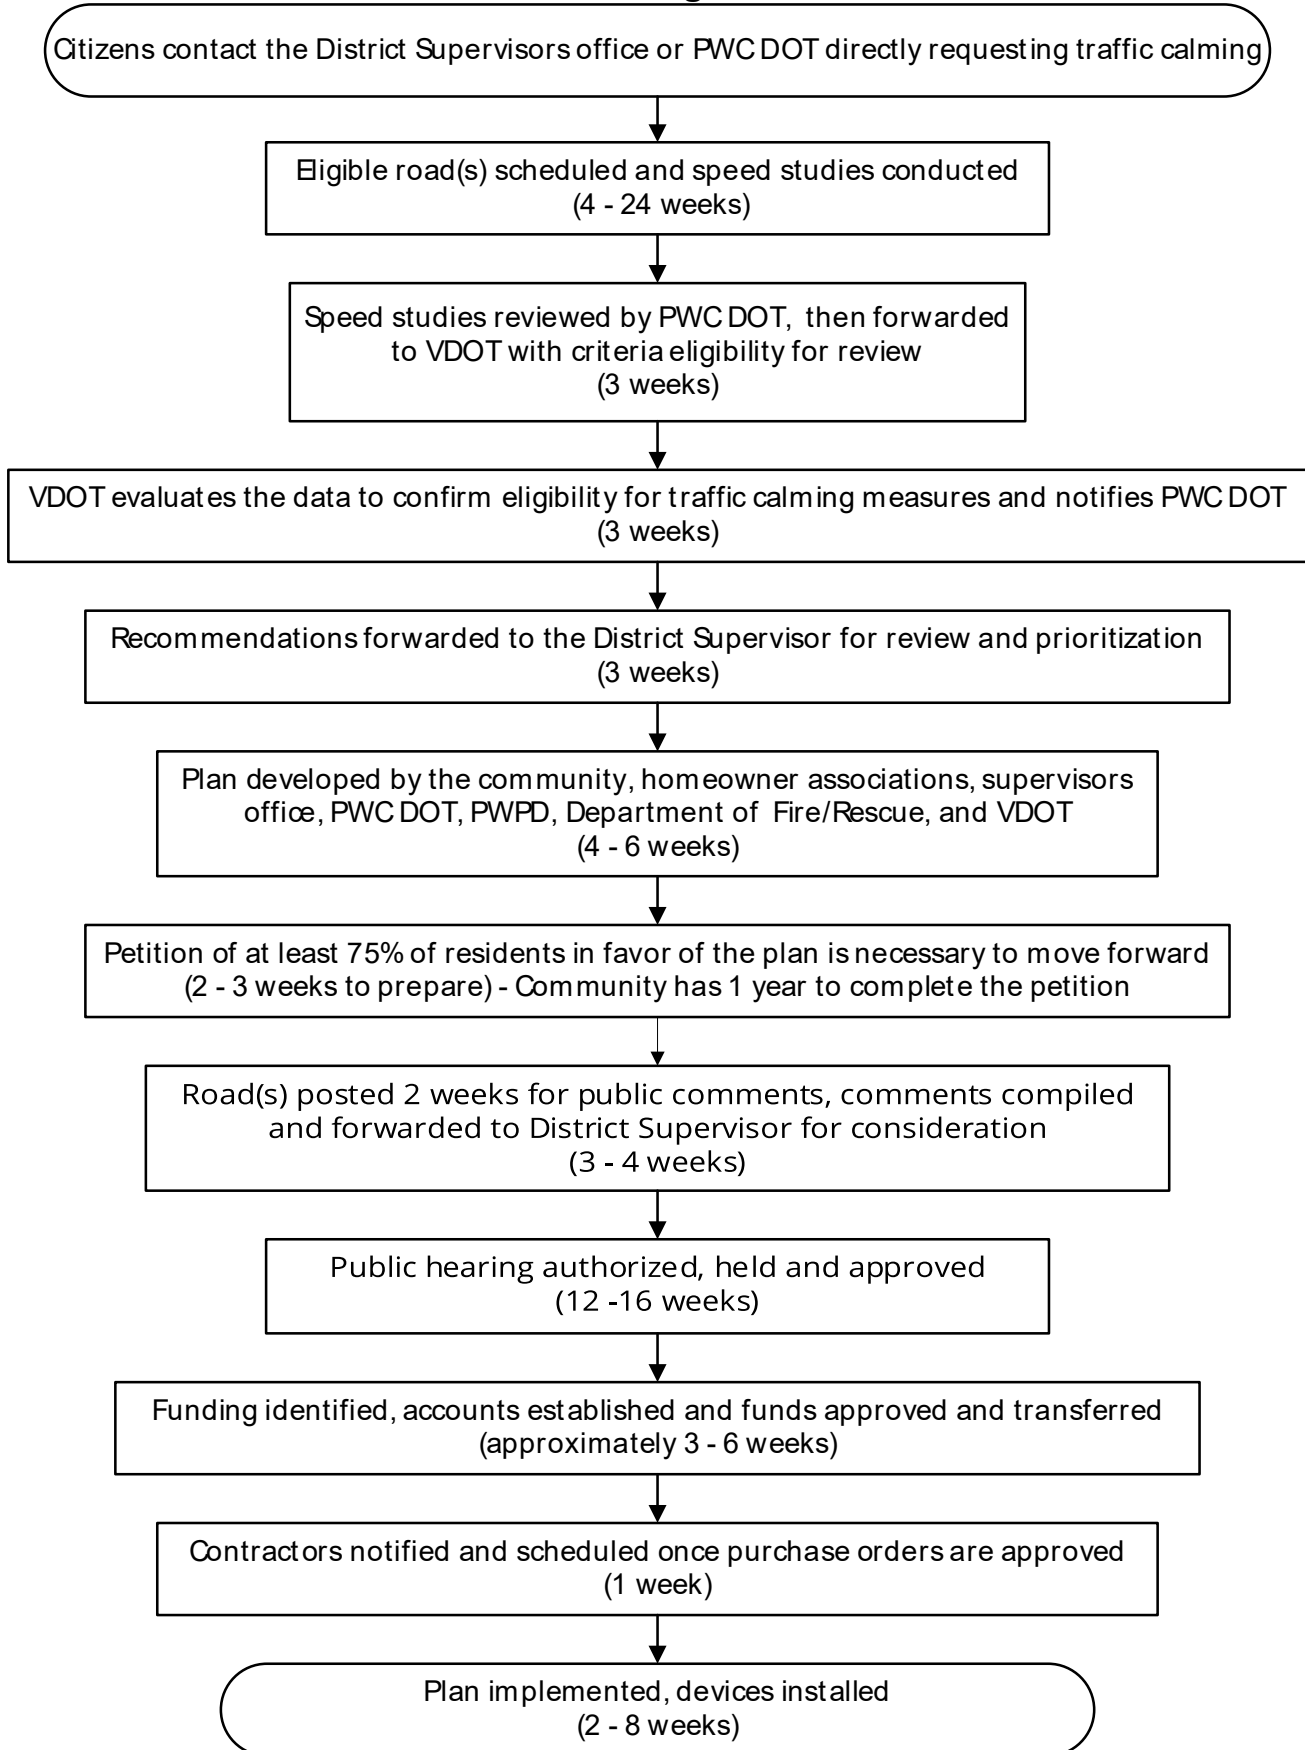 Citizens contact the District Supervisors office or PWC DOT directly requesting traffic calming
Eligible road(s) scheduled and speed studies conducted
(4 - 24 weeks)
Speed studies reviewed by PWC DOT, then forwarded
to VDOT with criteria eligibility for review
(3 weeks)
VDOT evaluates the data to confirm eligibility for traffic calming measures and notifies PWC DOT
(3 weeks)
Recommendations forwarded to the District Supervisor for review and prioritization
(3 weeks)
Plan developed by the community, homeowner associations, supervisors
office, PWC DOT, PWPD, Department of Fire/Rescue, and VDOT
(4 - 6 weeks)
Petition of at least 75% of residents in favor of the plan is necessary to move forward
(2 - 3 weeks to prepare) - Community has 1 year to complete the petition
Road(s) posted 2 weeks for public comments, comments compiled
and forwarded to District Supervisor for consideration
(3 - 4 weeks)
Public hearing authorized, held and approved
(12 -16 weeks)
Funding identified, accounts established and funds approved and transferred
(approximately 3 - 6 weeks)
Contractors notified and scheduled once purchase orders are approved
(1 week)
Plan implemented, devices installed
(2 - 8 weeks)